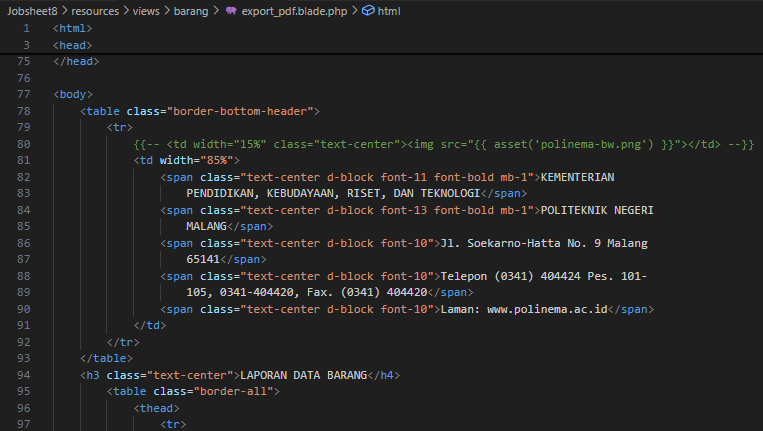 Jobsheet8 > resources > views > barang > export_pdf.blade.php > html
1 <html>
3 <head>
75 </head>
76
77 <body>
78 <table class="border-bottom-header">
79 <tr>
80 {{-- <td width="15%" class="text-center"><img src="{{ asset('polinema-bw.png') }}"></td> --}}
81 <td width="85%">
82 <span class="text-center d-block font-11 font-bold mb-1">KEMENTERIAN
83 PENDIDIKAN, KEBUDAYAAN, RISET, DAN TEKNOLOGI</span>
84 <span class="text-center d-block font-13 font-bold mb-1">POLITEKNIK NEGERI
85 MALANG</span>
86 <span class="text-center d-block font-10">Jl. Soekarno-Hatta No. 9 Malang
87 65141</span>
88 <span class="text-center d-block font-10">Telepon (0341) 404424 Pes. 101-
89 105, 0341-404420, Fax. (0341) 404420</span>
90 <span class="text-center d-block font-10">Laman: www.polinema.ac.id</span>
91 </td>
92 </tr>
93 </table>
94 <h3 class="text-center">LAPORAN DATA BARANG</h4>
95 <table class="border-all">
96 <thead>
97 <tr>